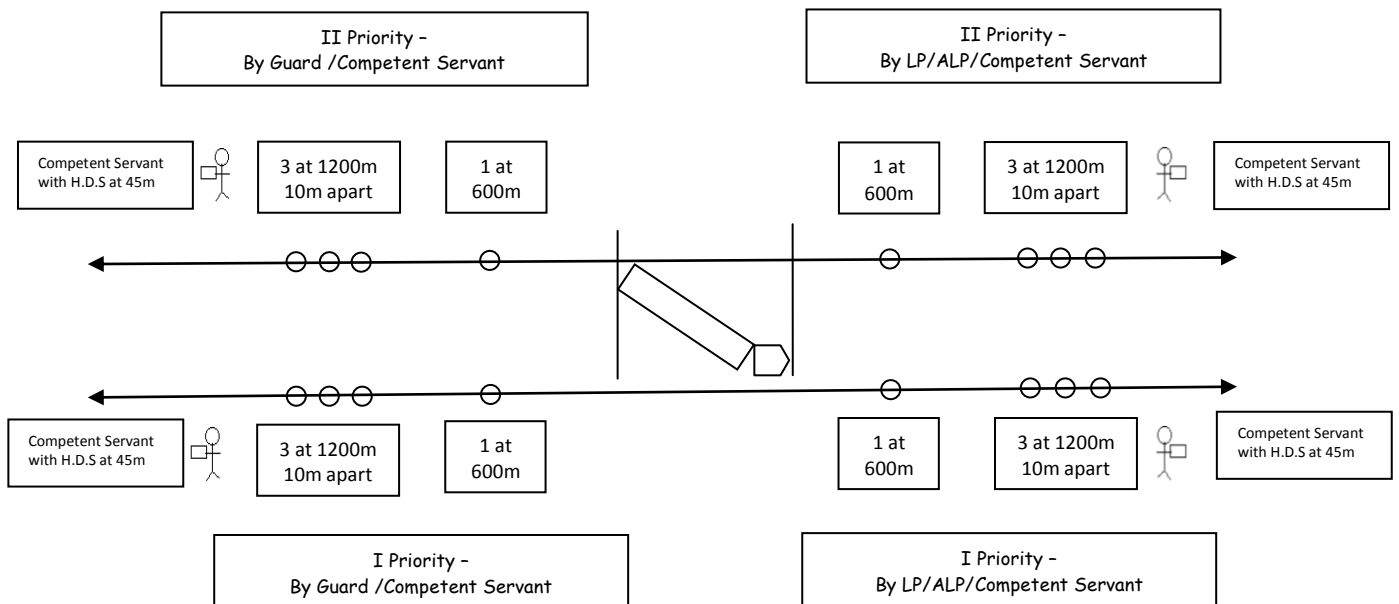 II Priority –
By Guard /Competent Servant
II Priority –
By LP/ALP/Competent Servant
Competent Servant
with H.D.S at 45m
3 at 1200m
10m apart
1 at
600m
1 at
600m
3 at 1200m
10m apart
Competent Servant
with H.D.S at 45m
Competent Servant
with H.D.S at 45m
3 at 1200m
10m apart
1 at
600m
1 at
600m
3 at 1200m
10m apart
Competent Servant
with H.D.S at 45m
I Priority –
By Guard /Competent Servant
I Priority –
By LP/ALP/Competent Servant